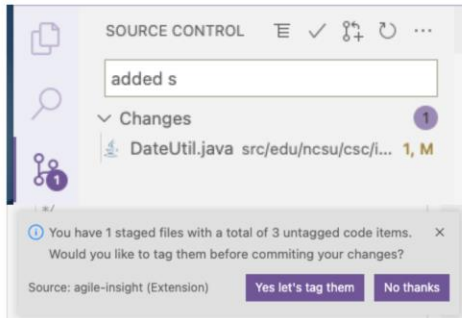 SOURCE CONTROL
added s
Changes 1
DateUtil.java src/edu/ncsu/csc/i... 1, M
1
*/
You have 1 staged files with a total of 3 untagged code items.
Would you like to tag them before commiting your changes?
Source: agile-insight (Extension) Yes let's tag them No thanks